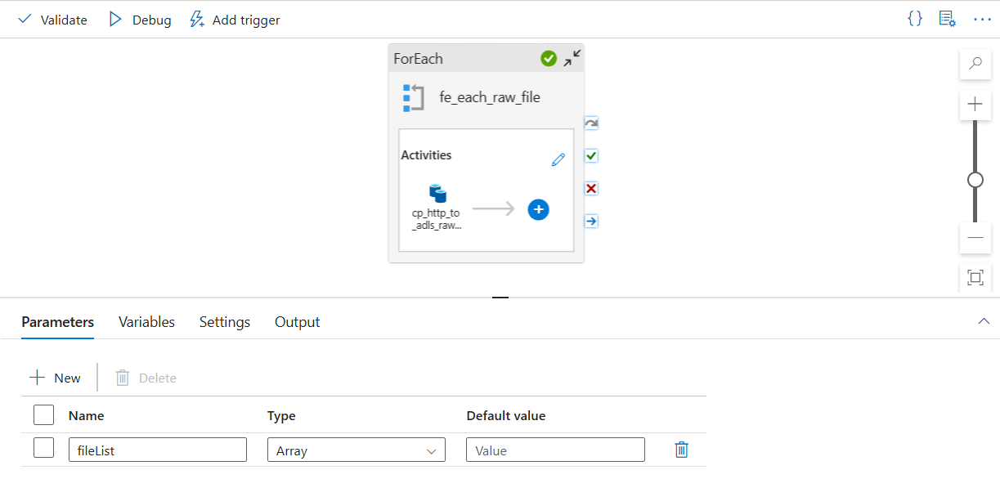 Validate Debug Add trigger
ForEach
fe_each_raw_file
Activities
cp_http_to
_adls_raw...
Parameters Variables Settings Output
New Delete
Name Type Default value
fileList Array Value